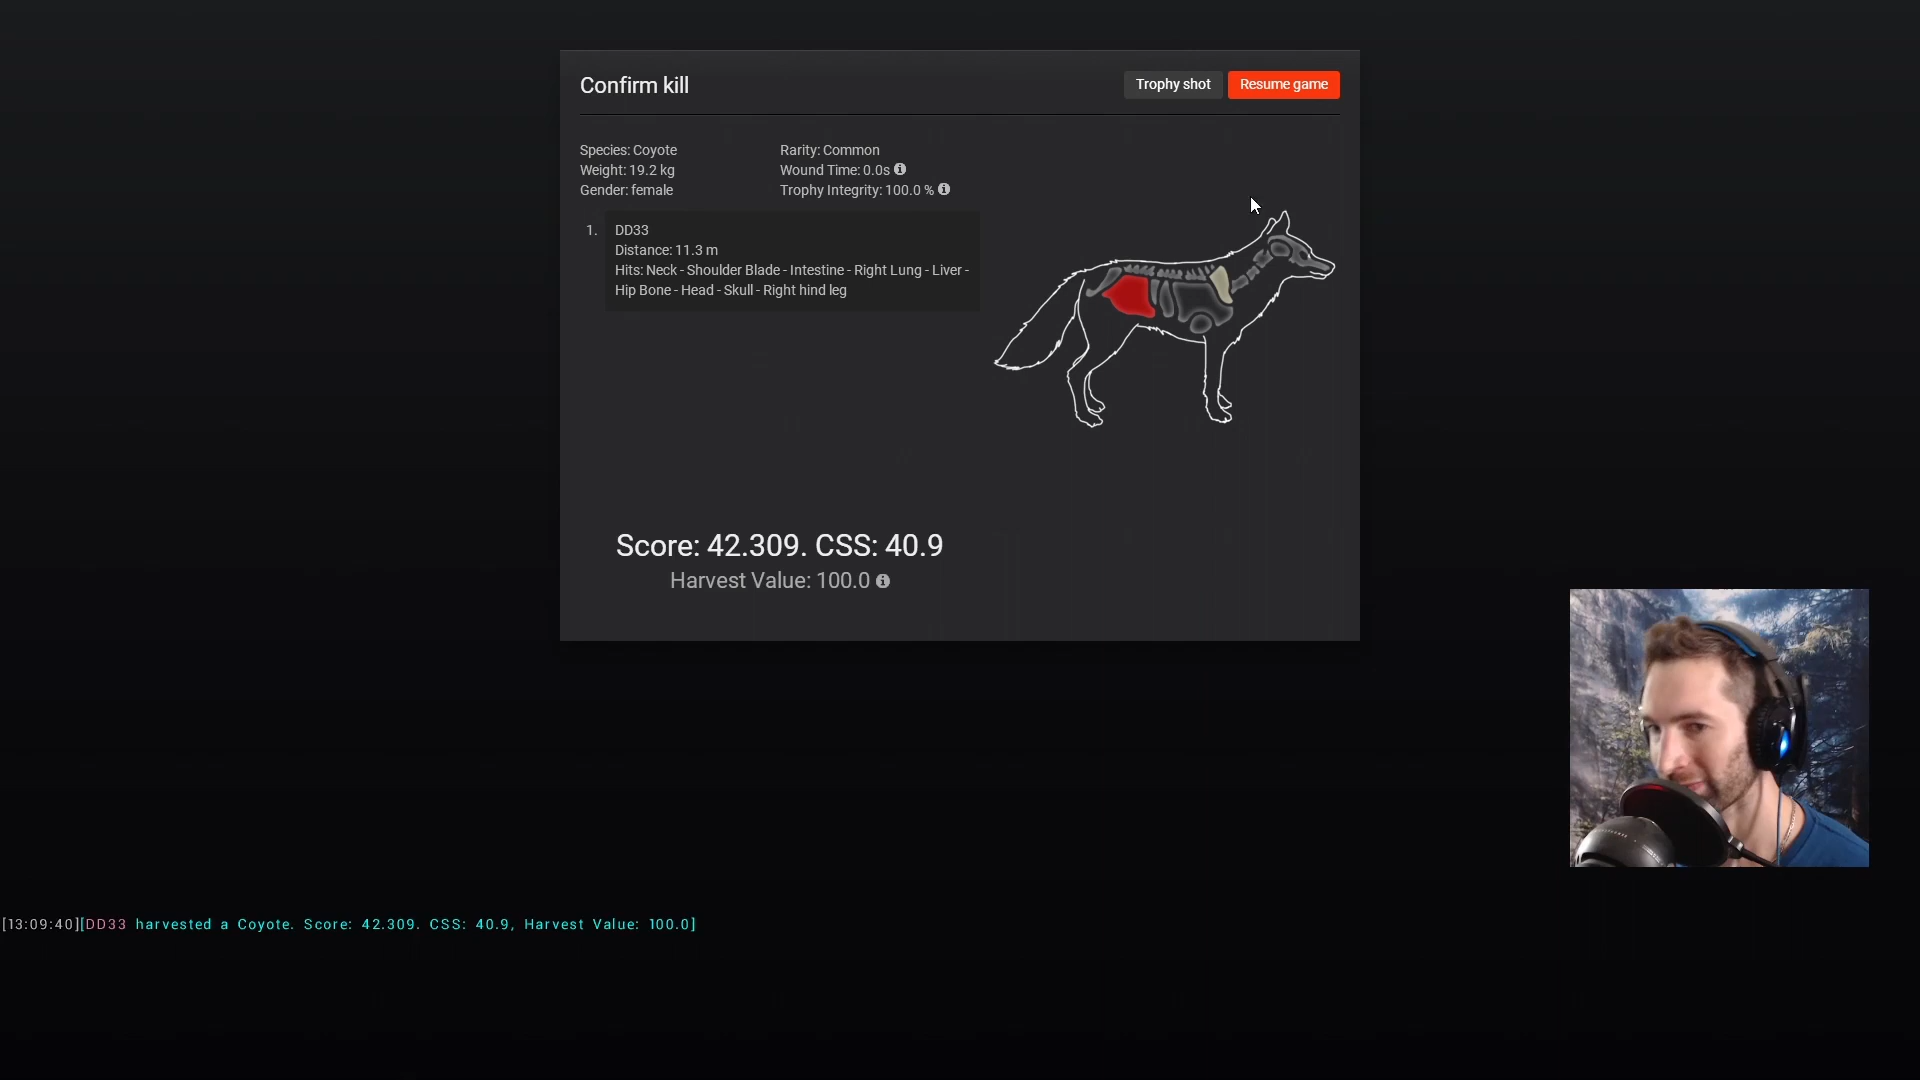 Confirm kill
Trophy shot
Resume game
Species: Coyote
Rarity: Common
Weight: 19.2 kg
Wound Time: 0.0s
Gender: female
Trophy Integrity: 100.0 %
1. DD33
Distance: 11.3 m
Hits: Neck - Shoulder Blade - Intestine - Right Lung - Liver -
Hip Bone - Head - Skull - Right hind leg
Score: 42.309. CSS: 40.9
Harvest Value: 100.0
[13:09:40][DD33 harvested a Coyote. Score: 42.309. CSS: 40.9, Harvest Value: 100.0]